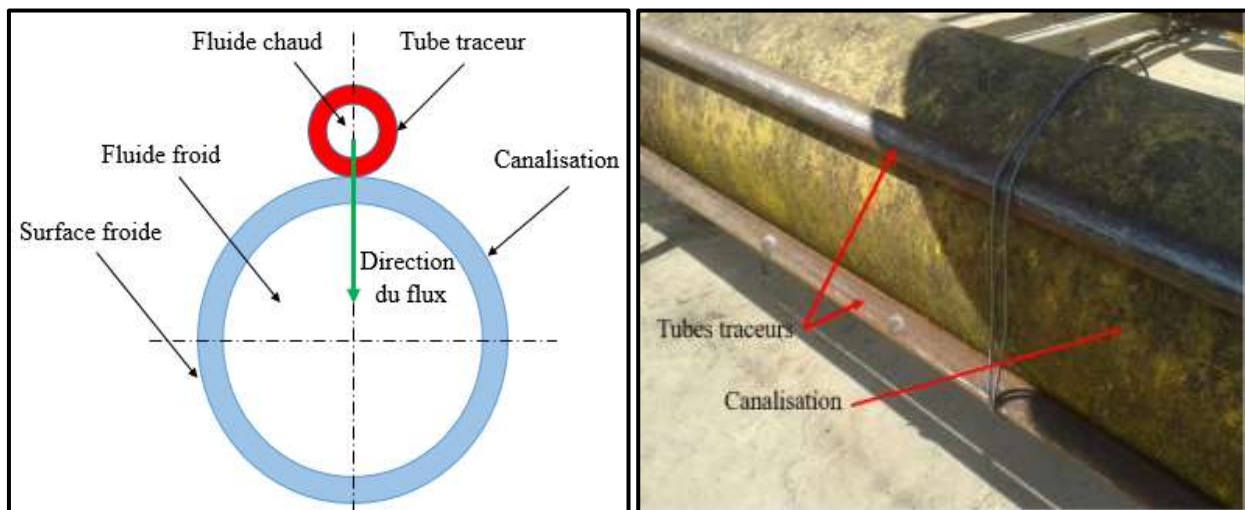 Fluide chaud
Tube traceur
Fluide froid
Canalisation
Surface froide
Direction
du flux
Tubes traceurs
Canalisation